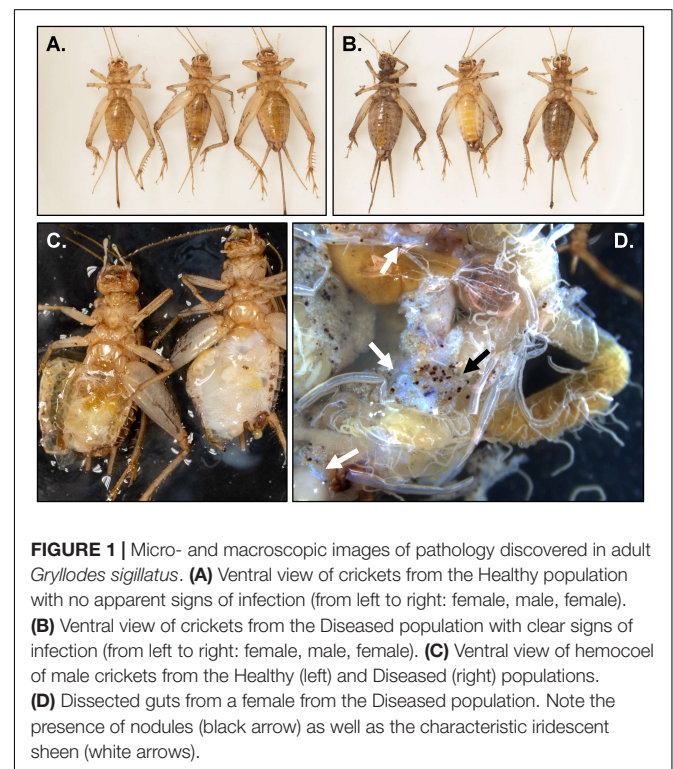 A.
B.
C.
D.
FIGURE 1 | Micro- and macroscopic images of pathology discovered in adult
Gryllodes sigillatus. (A) Ventral view of crickets from the Healthy population
with no apparent signs of infection (from left to right: female, male, female).
(B) Ventral view of crickets from the Diseased population with clear signs of
infection (from left to right: female, male, female). (C) Ventral view of hemocoel
of male crickets from the Healthy (left) and Diseased (right) populations.
(D) Dissected guts from a female from the Diseased population. Note the
presence of nodules (black arrow) as well as the characteristic iridescent
sheen (white arrows).